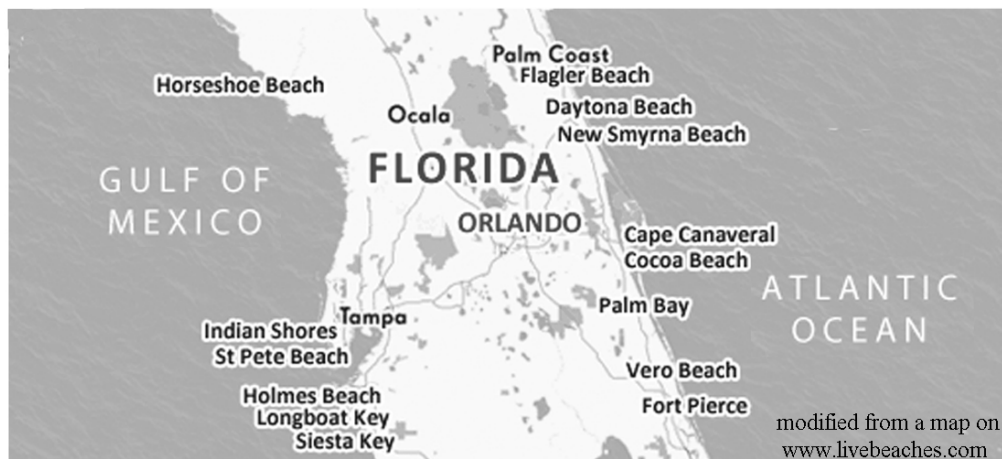 Palm Coast
Flagler Beach
Horseshoe Beach
Daytona Beach
Ocala
New Smyrna Beach
FLORIDA
GULF OF
MEXICO
ORLANDO
Cape Canaveral
Cocoa Beach
ATLANTIC
OCEAN
Palm Bay
Tampa
Indian Shores
St Pete Beach
Vero Beach
Holmes Beach
Longboat Key
Siesta Key
Fort Pierce
modified from a map on
www.livebeaches.com